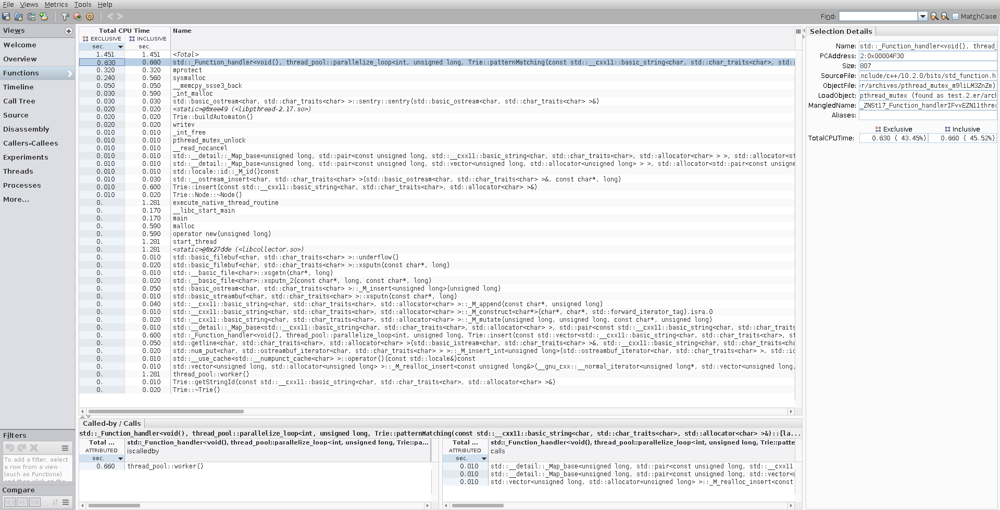 File Views Metrics Tools Help
Find: MatchCase
Views
Welcome
Overview
Functions
Timeline
Call Tree
Source
Disassembly
Callers-Callees
Experiments
Threads
Processes
More...
Filters
To add a filter, select
a row from a view
(such as Functions)
and then click on the
Compare
Total CPU Time Name
EXCLUSIVE INCLUSIVE
sec. sec.
1.451 1.451 <Total>
0.630 0.660 std::_Function_handler<void(), thread_pool::parallelize_loop<int, unsigned long, Trie::patternMatching(const std::__cxx11::basic_string<char, std::char_traits<char>, std::
0.320 0.320 mprotect
0.240 0.560 sysmalloc
0.050 0.050 __memcpy_ssse3_back
0.030 0.590 _int_malloc
0.030 0.030 std::basic_ostream<char, std::char_traits<char> >::sentry::sentry(std::basic_ostream<char, std::char_traits<char> >&)
0.020 0.020 <static>@0xee49 (<libpthread-2.17.so>)
0.020 0.020 Trie::buildAutomaton()
0.020 0.020 writev
0.010 0.010 _int_free
0.010 0.010 pthread_mutex_unlock
0.010 0.010 __read_nocancel
0.010 0.010 std::__detail::_Map_base<unsigned long, std::pair<const unsigned long, std::__cxx11::basic_string<char, std::char_traits<char>, std::allocator<char> > >, std::allocator<st
0.010 0.010 std::__detail::_Map_base<unsigned long, std::pair<const unsigned long, std::vector<unsigned long, std::allocator<unsigned long> > >, std::allocator<std::pair<const unsigne
0.010 0.010 std::locale::id::_M_id()const
0.010 0.030 std::__ostream_insert<char, std::char_traits<char> >(std::basic_ostream<char, std::char_traits<char> >&, const char*, long)
0.010 0.600 Trie::insert(const std::__cxx11::basic_string<char, std::char_traits<char>, std::allocator<char> >&)
0.010 0.020 Trie::Node::~Node()
0. 1.281 execute_native_thread_routine
0. 0.170 __libc_start_main
0. 0.170 main
0. 0.590 malloc
0. 0.590 operator new(unsigned long)
0. 1.281 start_thread
0. 1.281 <static>@0x27dde (<libcollector.so>)
0. 0.010 std::basic_filebuf<char, std::char_traits<char> >::underflow()
0. 0.020 std::basic_filebuf<char, std::char_traits<char> >::xsputn(const char*, long)
0. 0.010 std::__basic_file<char>::xsgetn(char*, long)
0. 0.020 std::__basic_file<char>::xsputn_2(const char*, long, const char*, long)
0. 0.050 std::basic_ostream<char, std::char_traits<char> >::_M_insert<unsigned long>(unsigned long)
0. 0.010 std::basic_streambuf<char, std::char_traits<char> >::xsputn(const char*, long)
0. 0.040 std::__cxx11::basic_string<char, std::char_traits<char>, std::allocator<char> >::_M_append(const char*, unsigned long)
0. 0.010 std::__cxx11::basic_string<char, std::char_traits<char>, std::allocator<char> >::_M_construct<char*>(char*, char*, std::forward_iterator_tag).isra.0
0. 0.020 std::__cxx11::basic_string<char, std::char_traits<char>, std::allocator<char> >::_M_mutate(unsigned long, unsigned long, const char*, unsigned long)
0. 0.010 std::__detail::_Map_base<std::__cxx11::basic_string<char, std::char_traits<char>, std::allocator<char> >, std::pair<const std::__cxx11::basic_string<char, std::char_traits
0. 0.600 std::_Function_handler<void(), thread_pool::parallelize_loop<int, unsigned long, Trie::insert(const std::vector<std::__cxx11::basic_string<char, std::char_traits<char>, st
0. 0.050 std::getline<char, std::char_traits<char>, std::allocator<char> >(std::basic_istream<char, std::char_traits<char> >&, std::__cxx11::basic_string<char, std::char_traits<cha
0. 0.020 std::num_put<char, std::ostreambuf_iterator<char, std::char_traits<char> > >::_M_insert_int<unsigned long>(std::ostreambuf_iterator<char, std::char_traits<char> >, std::io
0. 0.010 std::__use_cache<std::__numpunct_cache<char> >::operator()(const std::locale&)const
0. 0.010 std::vector<unsigned long, std::allocator<unsigned long> >::_M_realloc_insert<const unsigned long&>(__gnu_cxx::__normal_iterator<unsigned long*, std::vector<unsigned long,
0. 1.281 thread_pool::worker()
0. 0.010 Trie::getStringId(const std::__cxx11::basic_string<char, std::char_traits<char>, std::allocator<char> >&)
0. 0.020 Trie::~Trie()
Called-by / Calls
std::_Function_handler<void(), thread_pool::parallelize_loop<int, unsigned long, Trie::patternMatching(const std::__cxx11::basic_string<char, std::char_traits<char>, std::allocator<char> >&)::{la...
Total ... std::_Function_handler<void(), thread_pool::parallelize_loop<int, unsigned long, Trie::pa...
ATTRIBUTED iscalledby
sec.
0.660 thread_pool::worker()
Total ... std::_Function_handler<void(), thread_pool::parallelize_loop<int, unsigned long, Trie::patte
ATTRIBUTED calls
sec.
0.010 std::__detail::_Map_base<unsigned long, std::pair<const unsigned long, std::__cxx11
0.010 std::__detail::_Map_base<unsigned long, std::pair<const unsigned long, std::vector<u
0.010 std::vector<unsigned long, std::allocator<unsigned long> >::_M_realloc_insert<const
Selection Details
Name: std::_Function_handler<void(), thread_
PCAddress: 2:0x00004F30
Size: 807
SourceFile: include/c++/10.2.0/bits/std_function.h
ObjectFile: er/archives/pthread_mutex_m9liLM3ZnZe)
LoadObject: pthread_mutex (found as test.2.er/arch
MangledName: _ZNSt17_Function_handlerIFvvEZN11threa
Aliases:
Exclusive Inclusive
TotalCPUTime: 0.630 ( 43.45%) 0.660 ( 45.52%)